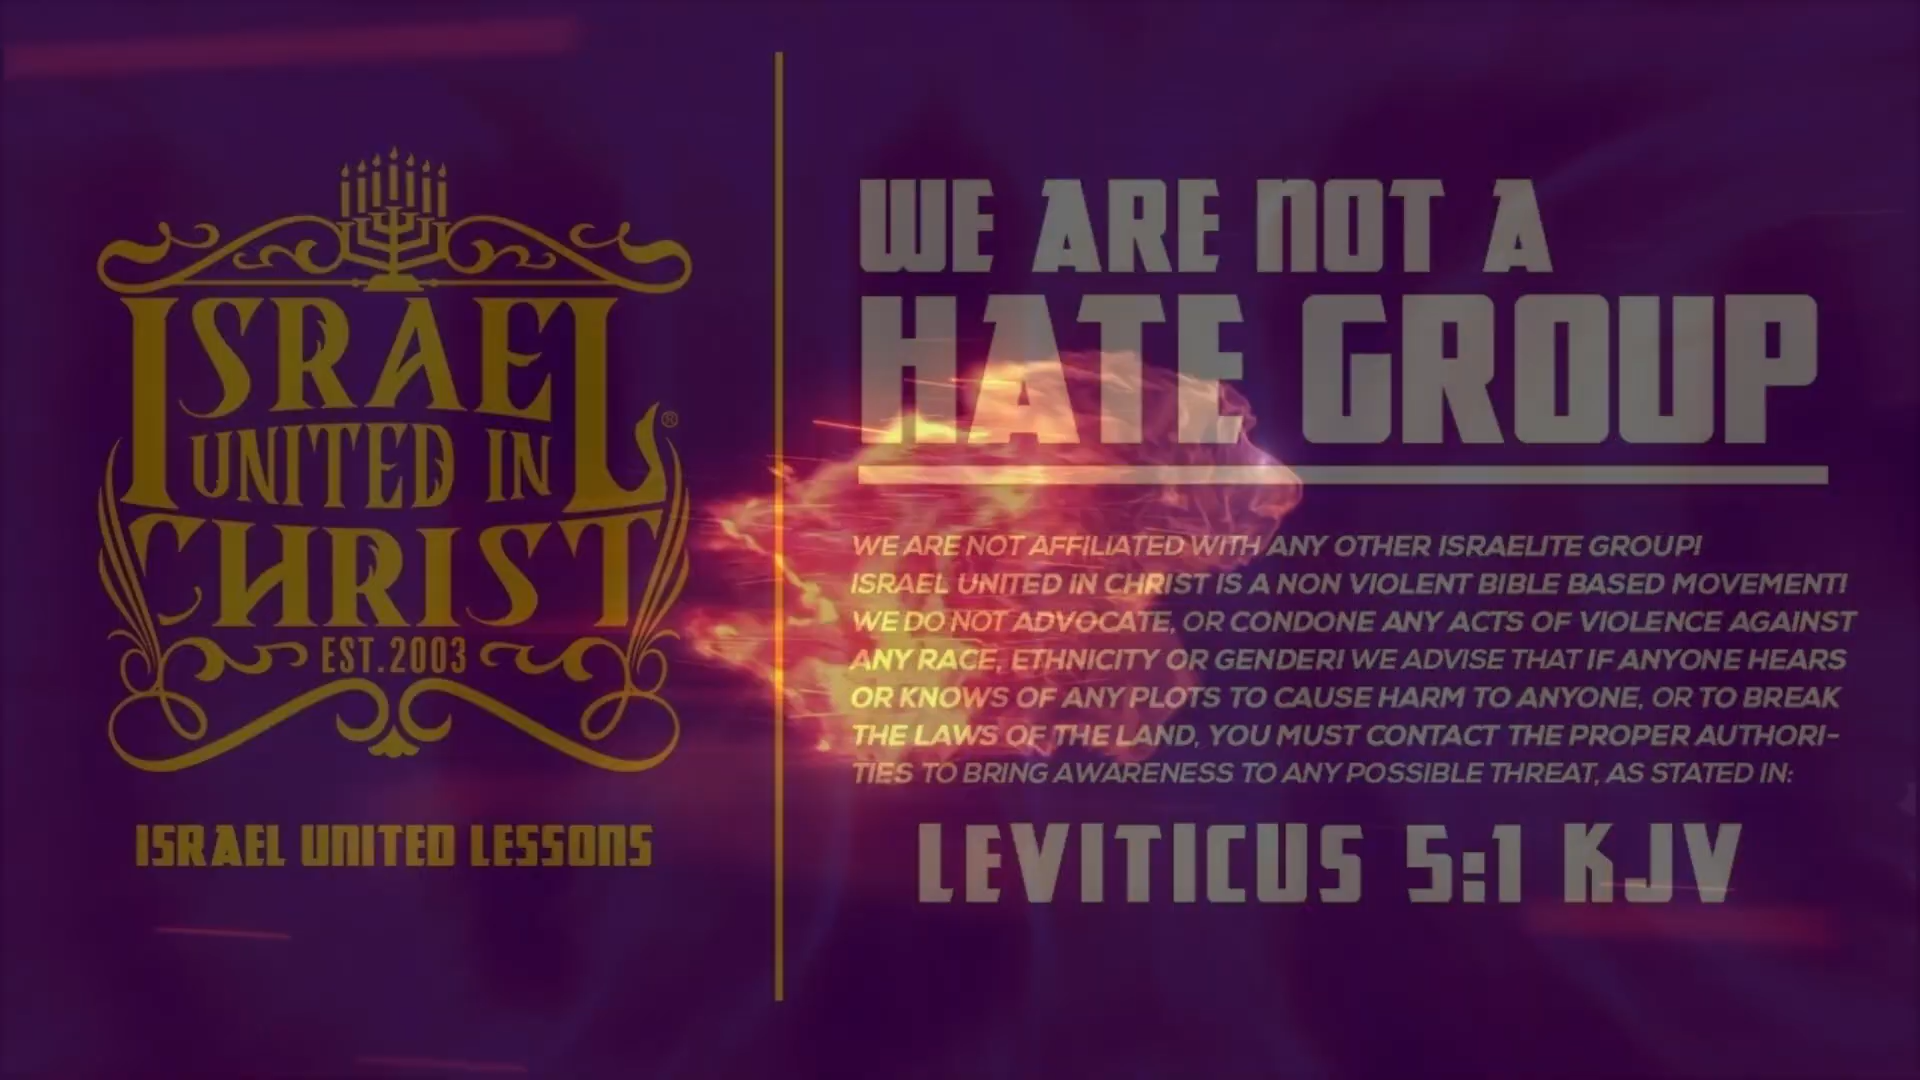 ISRAEL
UNITED IN
CHRIST
®
EST.2003
ISRAEL UNITED LESSONS
WE ARE NOT A
HATE GROUP
WE ARE NOT AFFILIATED WITH ANY OTHER ISRAELITE GROUP!
ISRAEL UNITED IN CHRIST IS A NON VIOLENT BIBLE BASED MOVEMENT!
WE DO NOT ADVOCATE, OR CONDONE ANY ACTS OF VIOLENCE AGAINST
ANY RACE, ETHNICITY OR GENDER! WE ADVISE THAT IF ANYONE HEARS
OR KNOWS OF ANY PLOTS TO CAUSE HARM TO ANYONE, OR TO BREAK
THE LAWS OF THE LAND, YOU MUST CONTACT THE PROPER AUTHORI-
TIES TO BRING AWARENESS TO ANY POSSIBLE THREAT, AS STATED IN:
LEVITICUS 5:1 KJV